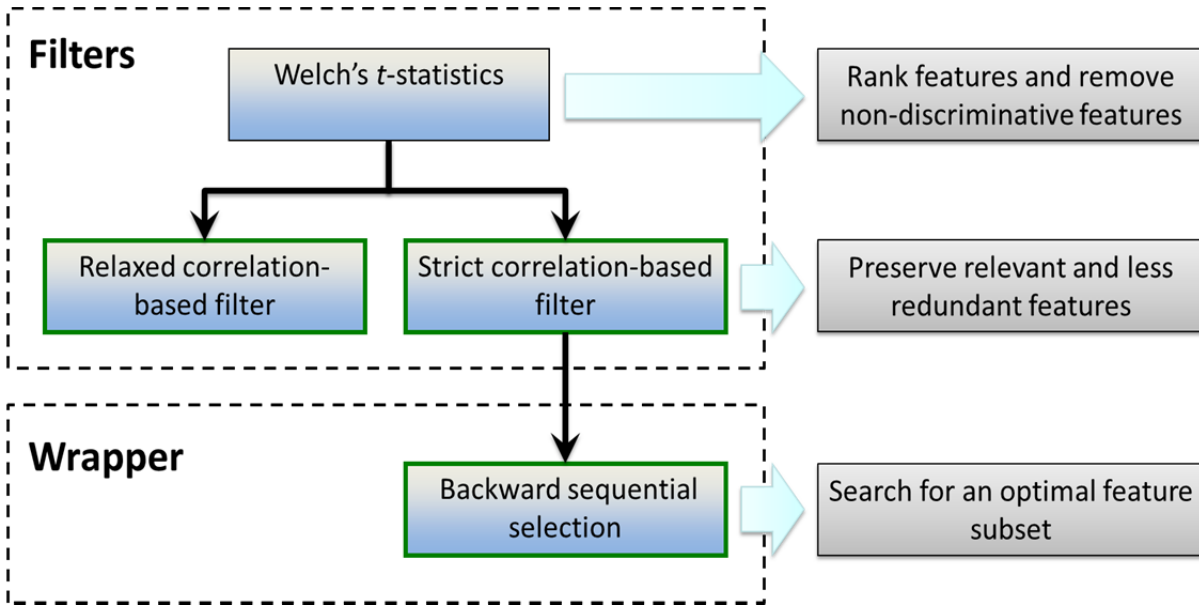 Filters
Welch's t-statistics
Rank features and remove
non-discriminative features
Relaxed correlation-
based filter
Strict correlation-based
filter
Preserve relevant and less
redundant features
Wrapper
Backward sequential
selection
Search for an optimal feature
subset